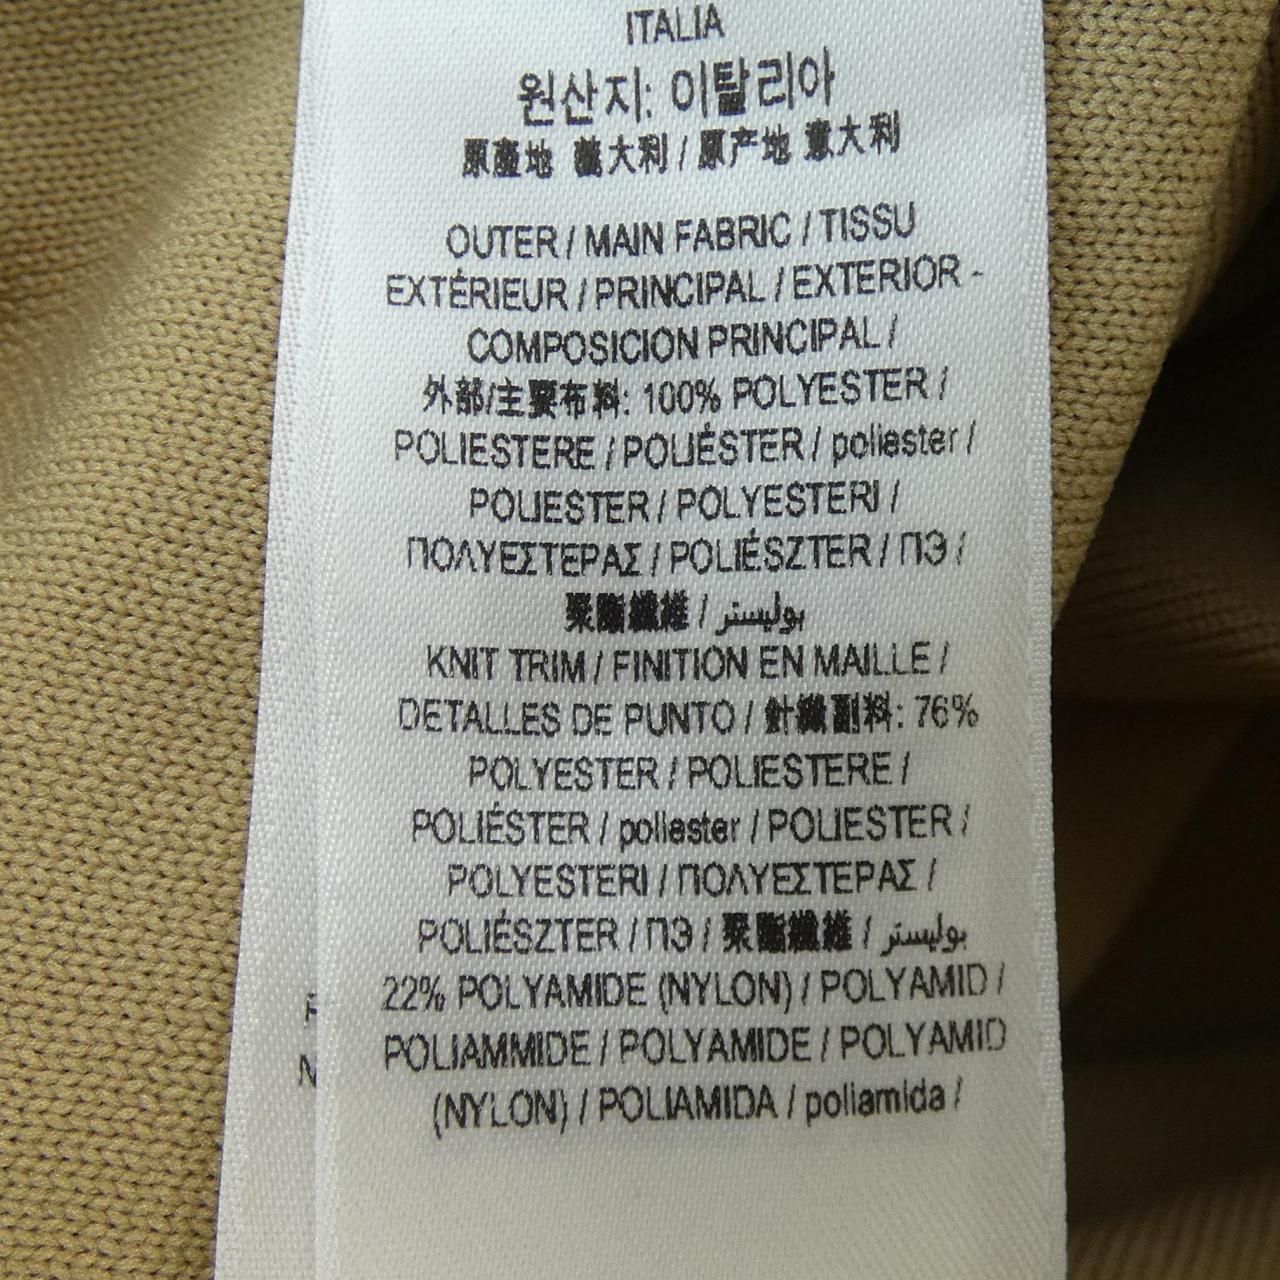 ITALIA
원산지: 이탈리아
原產地 義大利 / 原产地 意大利
OUTER / MAIN FABRIC / TISSU
EXTÉRIEUR / PRINCIPAL / EXTERIOR -
COMPOSICION PRINCIPAL /
外部/主要布料: 100% POLYESTER /
POLIESTERE / POLIÉSTER / poliester /
POLIESTER / POLYESTERI /
ΠΟΛΥΕΣΤΕΡΑΣ / POLIÉSZTER / ПЭ /
聚酯纖維 / بوليستر
KNIT TRIM / FINITION EN MAILLE /
DETALLES DE PUNTO / 針織副料: 76%
POLYESTER / POLIESTERE /
POLIÉSTER / poliester / POLIESTER /
POLYESTERI / ΠΟΛΥΕΣΤΕΡΑΣ /
POLIÉSZTER / ПЭ / 聚酯纖維 / بوليستر
22% POLYAMIDE (NYLON) / POLYAMID /
POLIAMMIDE / POLYAMIDE / POLYAMID
(NYLON) / POLIAMIDA / poliamida /